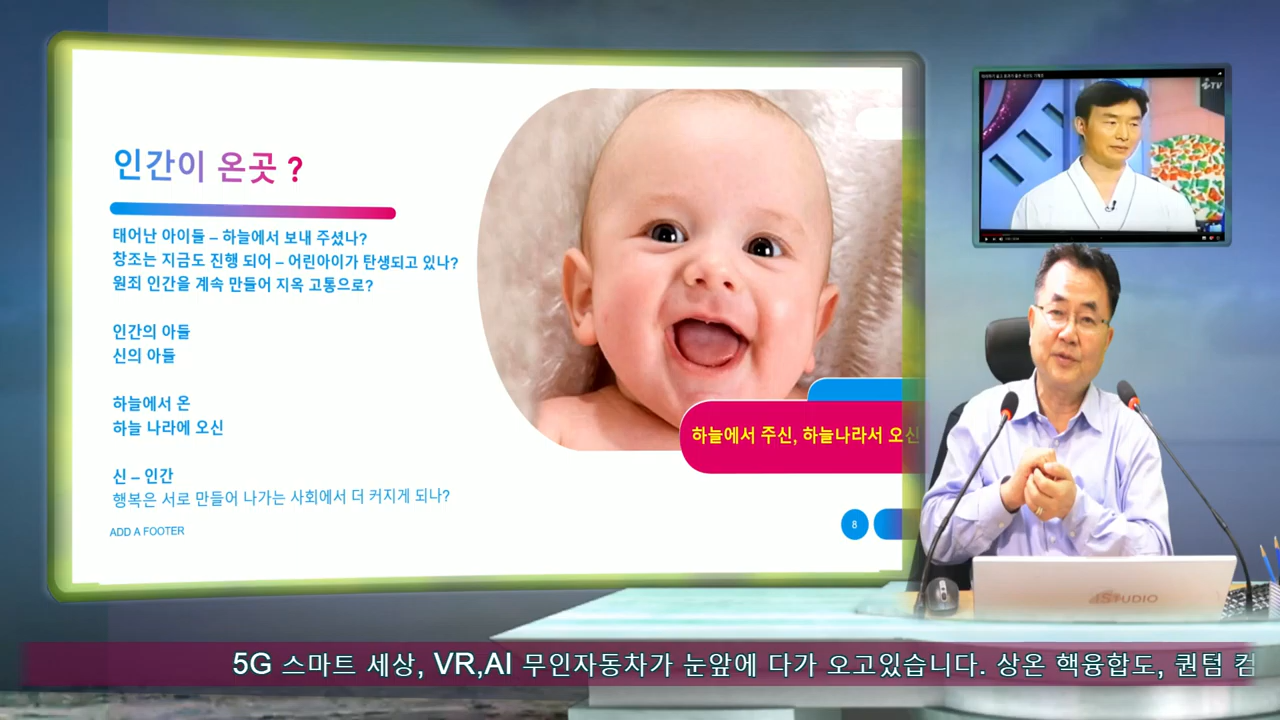 인간이 온곳 ?
태어난 아이들 – 하늘에서 보내 주셨나?
창조는 지금도 진행 되어 – 어린아이가 탄생되고 있나?
원죄 인간을 계속 만들어 지옥 고통으로?
인간의 아들
신의 아들
하늘에서 온
하늘 나라에 오신
신 – 인간
행복은 서로 만들어 나가는 사회에서 더 커지게 되나?
ADD A FOOTER
하늘에서 주신, 하늘나라서 오신
8
iTV
STUDIO
5G 스마트 세상, VR,AI 무인자동차가 눈앞에 다가 오고있습니다. 상온 핵융합도, 퀀텀 컴